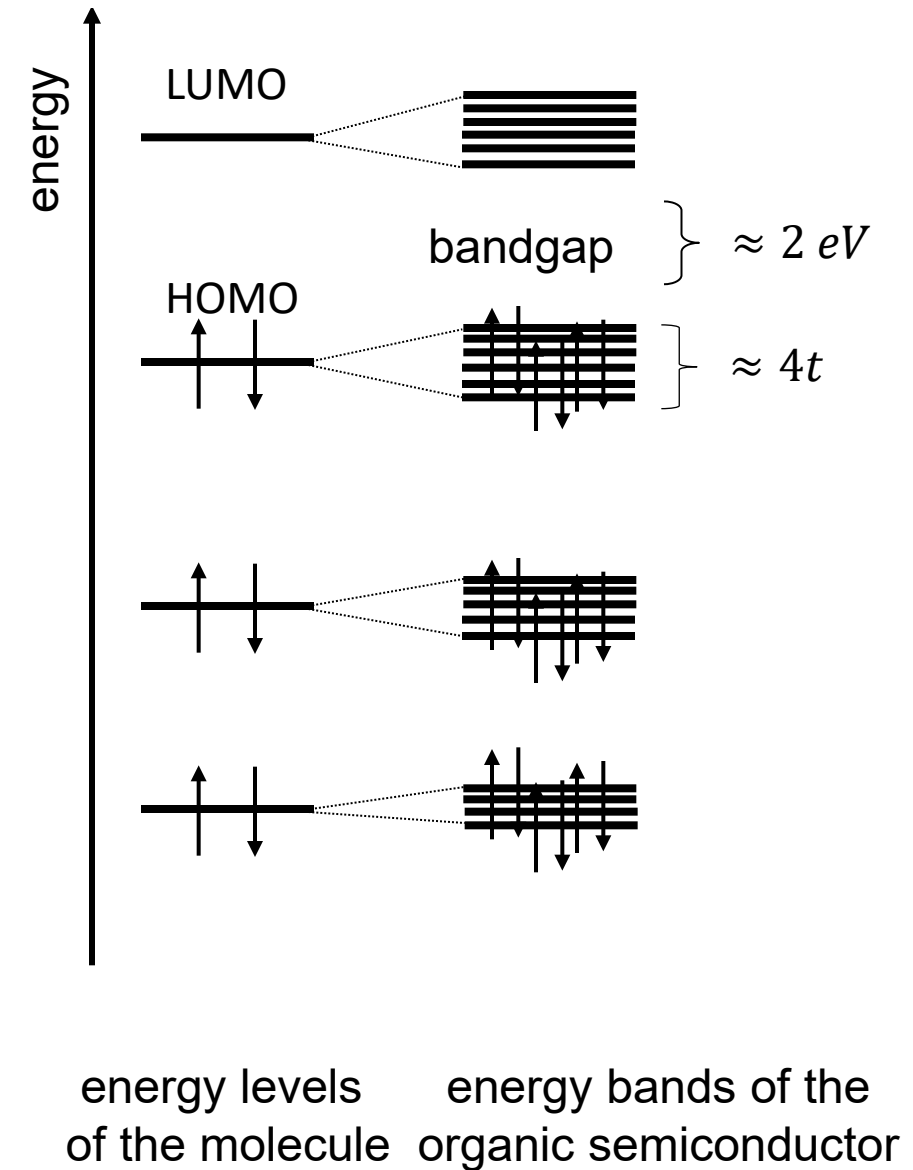 energy
LUMO
bandgap
≈ 2 eV
HOMO
≈ 4t
energy levels
of the molecule
energy bands of the
organic semiconductor